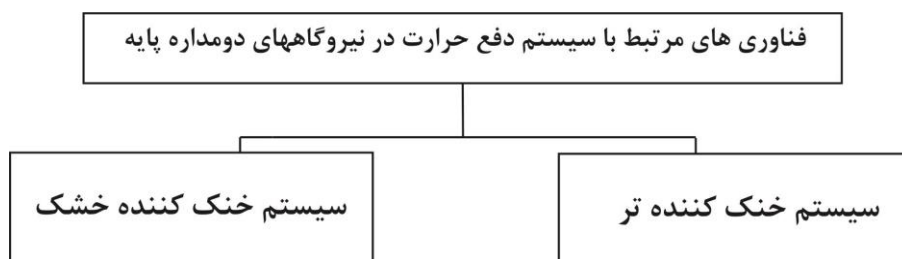 فناوری های مرتبط با سیستم دفع حرارت در نیروگاههای دومداره پایه
سیستم خنک کننده تر
سیستم خنک کننده خشک